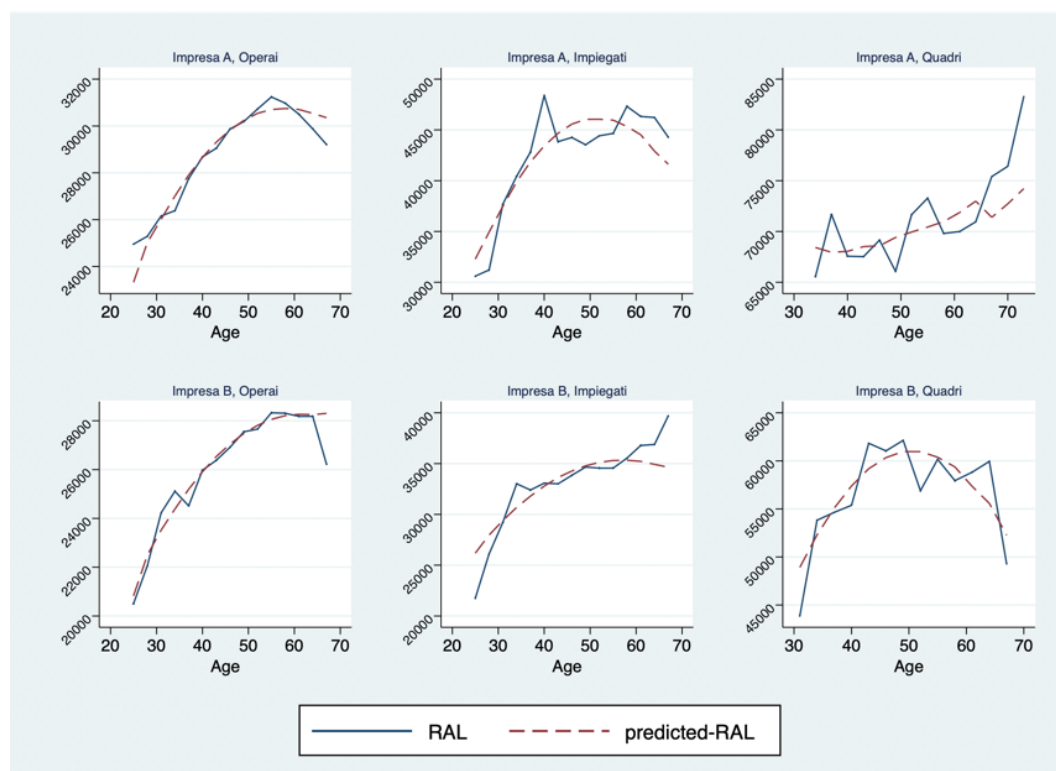 Impresa A, Operai
32000
30000
28000
26000
24000
20 30 40 50 60 70
Age
Impresa A, Impiegati
50000
45000
40000
35000
30000
20 30 40 50 60 70
Age
Impresa A, Quadri
85000
80000
75000
70000
65000
30 40 50 60 70
Age
Impresa B, Operai
28000
26000
24000
22000
20000
20 30 40 50 60 70
Age
Impresa B, Impiegati
40000
35000
30000
25000
20000
20 30 40 50 60 70
Age
Impresa B, Quadri
65000
60000
55000
50000
45000
30 40 50 60 70
Age
RAL predicted-RAL